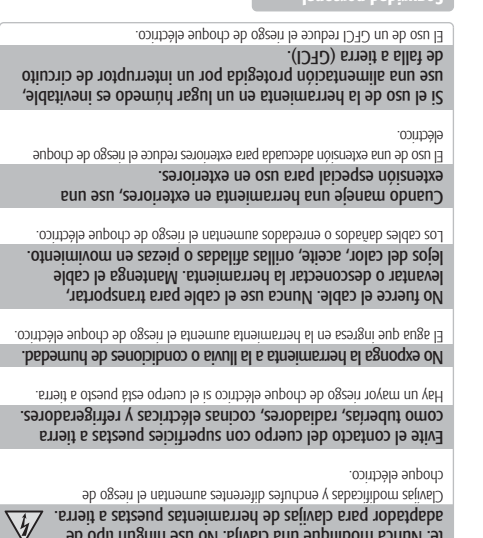 te. Nunca modifique una clavija. No use ningún tipo de
adaptador para clavijas de herramientas puestas a tierra.
Clavijas modificadas y enchufes diferentes aumentan el riesgo de
choque eléctrico.
Evite el contacto del cuerpo con superficies puestas a tierra
como tuberías, radiadores, cocinas eléctricas y refrigeradores.
Hay un mayor riesgo de choque eléctrico si el cuerpo está puesto a tierra.
No exponga la herramienta a la lluvia o condiciones de humedad.
El agua que ingresa en la herramienta aumenta el riesgo de choque eléctrico.
No fuerce el cable. Nunca use el cable para transportar,
levantar o desconectar la herramienta. Mantenga el cable
lejos del calor, aceite, orillas afiladas o piezas en movimiento.
Los cables dañados o enredados aumentan el riesgo de choque eléctrico.
Cuando maneje una herramienta en exteriores, use una
extensión especial para uso en exteriores.
El uso de una extensión adecuada para exteriores reduce el riesgo de choque
eléctrico.
Si el uso de la herramienta en un lugar húmedo es inevitable,
use una alimentación protegida por un interruptor de circuito
de falla a tierra (GFCI).
El uso de un GFCI reduce el riesgo de choque eléctrico.
Seguridad personal